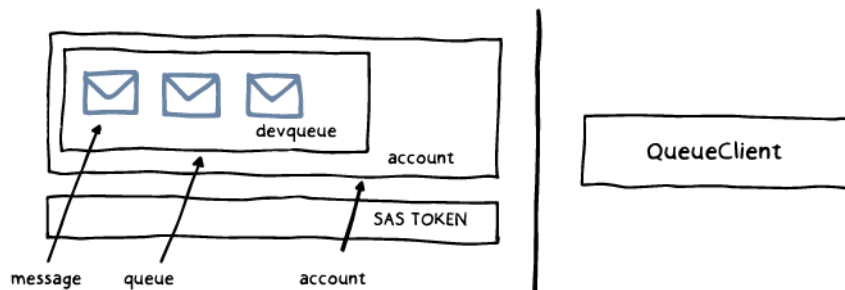 devqueue
account
QueueClient
SAS TOKEN
message
queue
account